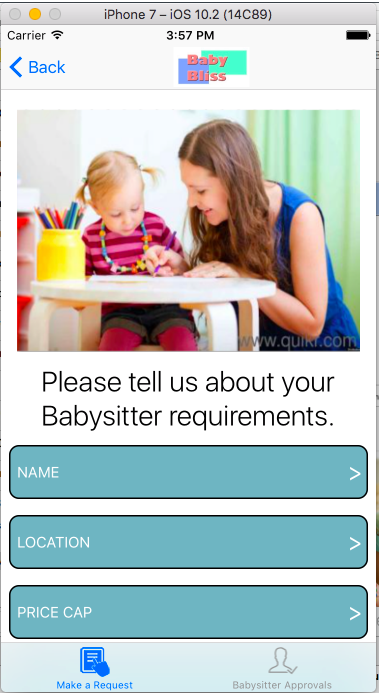 iPhone 7 – iOS 10.2 (14C89)
Carrier 3:57 PM
Back
Baby
Bliss
www.quikr.com
Please tell us about your
Babysitter requirements.
NAME >
LOCATION >
PRICE CAP >
Make a Request Babysitter Approvals